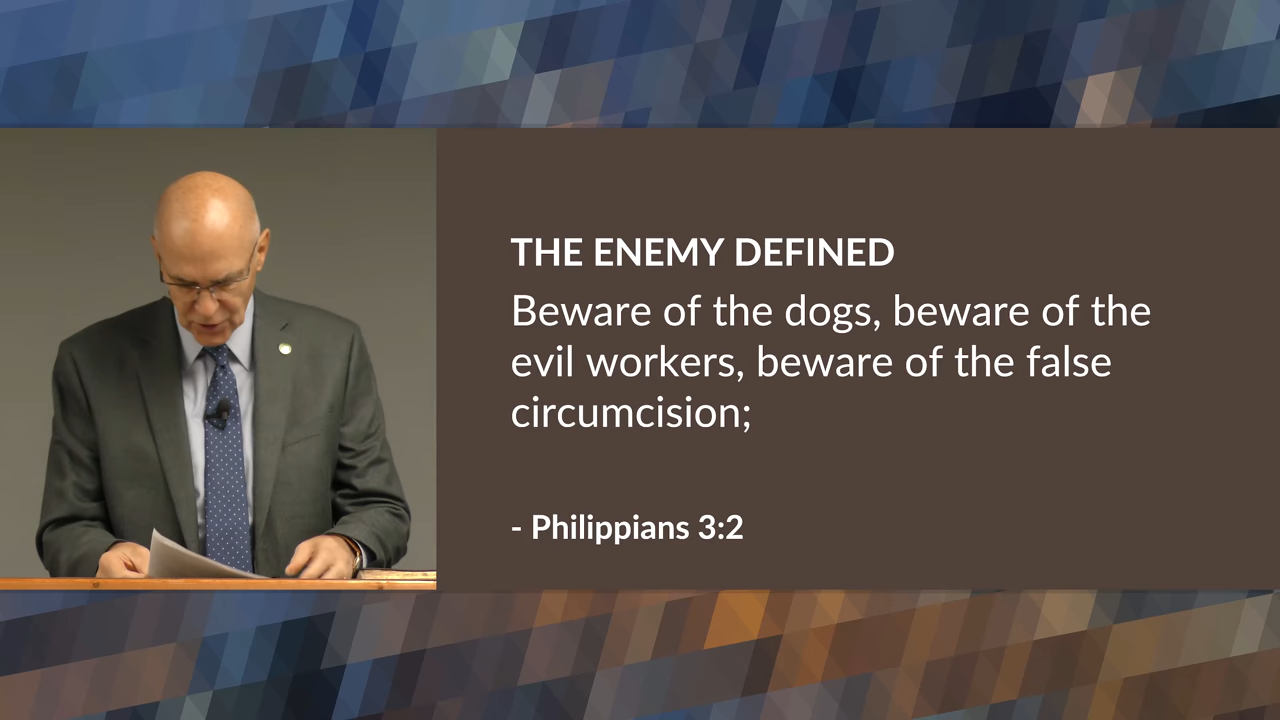 THE ENEMY DEFINED
Beware of the dogs, beware of the
evil workers, beware of the false
circumcision;
- Philippians 3:2